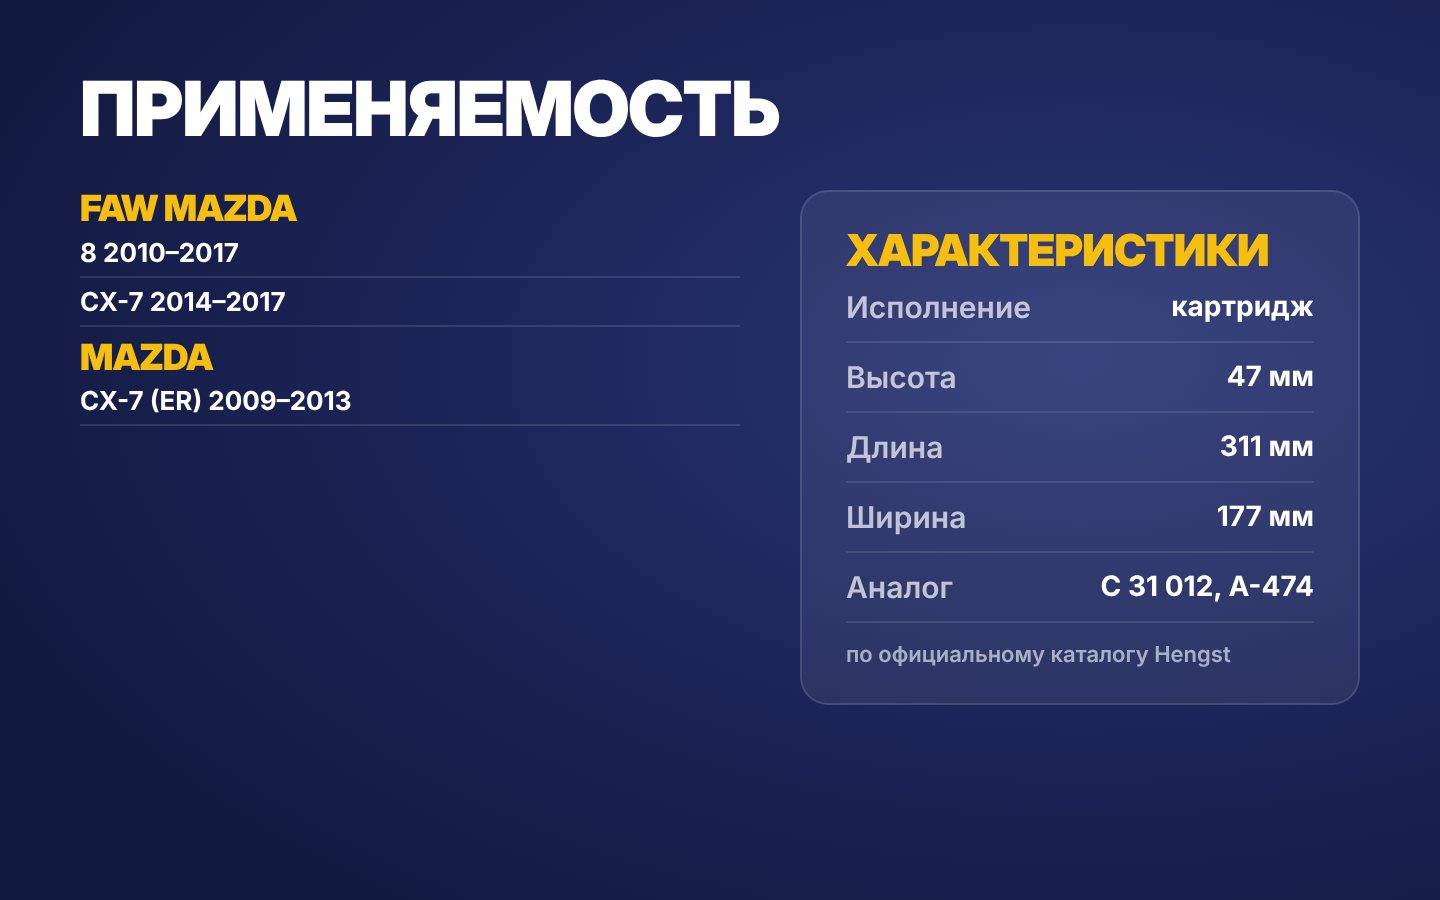 ПРИМЕНЯЕМОСТЬ
FAW MAZDA
8 2010–2017
CX-7 2014–2017
MAZDA
CX-7 (ER) 2009–2013
ХАРАКТЕРИСТИКИ
Исполнение картридж
Высота 47 мм
Длина 311 мм
Ширина 177 мм
Аналог C 31 012, A-474
по официальному каталогу Hengst